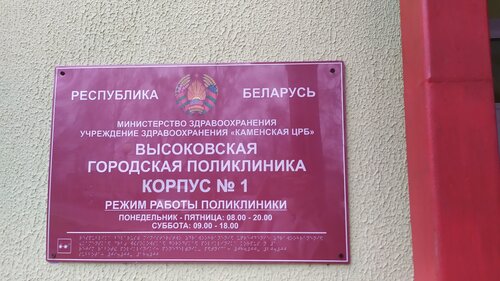 РЕСПУБЛИКА БЕЛАРУСЬ
МИНИСТЕРСТВО ЗДРАВООХРАНЕНИЯ
УЧРЕЖДЕНИЕ ЗДРАВООХРАНЕНИЯ «КАМЕНСКАЯ ЦРБ»
ВЫСОКОВСКАЯ
ГОРОДСКАЯ ПОЛИКЛИНИКА
КОРПУС № 1
РЕЖИМ РАБОТЫ ПОЛИКЛИНИКИ
ПОНЕДЕЛЬНИК - ПЯТНИЦА: 08.00 - 20.00
СУББОТА: 09.00 - 18.00